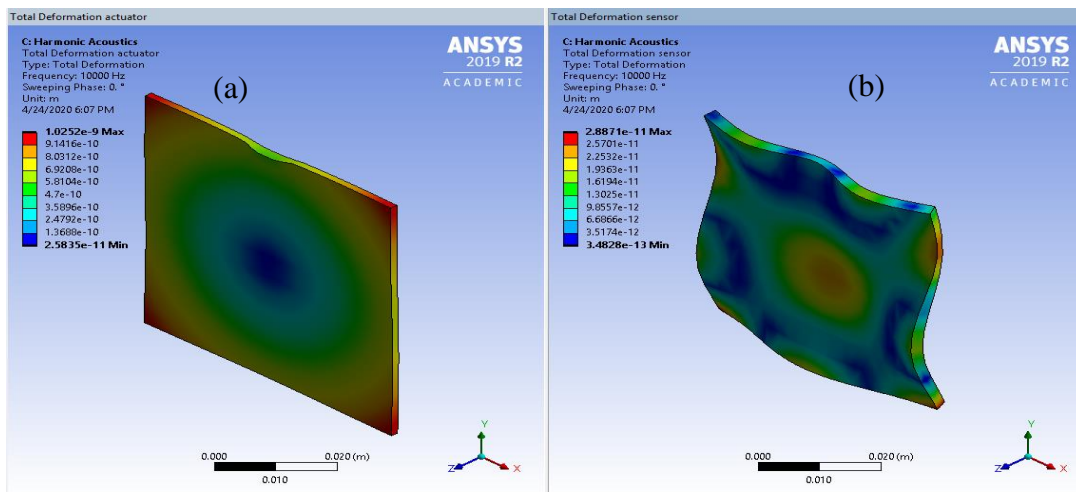 Total Deformation actuator
C: Harmonic Acoustics
Total Deformation actuator
Type: Total Deformation
Frequency: 10000 Hz
Sweeping Phase: 0. °
Unit: m
4/24/2020 6:07 PM
1.0252e-9 Max
9.1416e-10
8.0312e-10
6.9208e-10
5.8104e-10
4.7e-10
3.5896e-10
2.4792e-10
1.3688e-10
2.5835e-11 Min
(a)
ANSYS
2019 R2
ACADEMIC
0.000
0.020 (m)
0.010
Y
Z
X
Total Deformation sensor
C: Harmonic Acoustics
Total Deformation sensor
Type: Total Deformation
Frequency: 10000 Hz
Sweeping Phase: 0. °
Unit: m
4/24/2020 6:07 PM
2.8871e-11 Max
2.5701e-11
2.2532e-11
1.9363e-11
1.6194e-11
1.3025e-11
9.8557e-12
6.6866e-12
3.5174e-12
3.4828e-13 Min
(b)
ANSYS
2019 R2
ACADEMIC
0.000
0.020 (m)
0.010
Y
Z
X